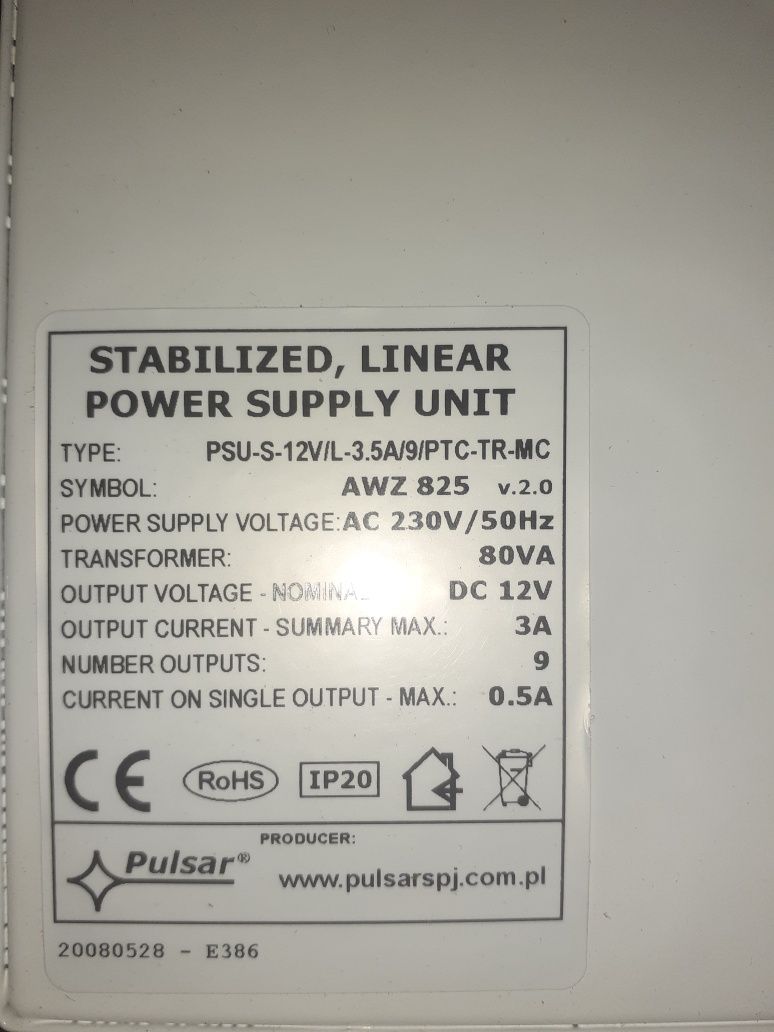 STABILIZED, LINEAR
POWER SUPPLY UNIT
TYPE: PSU-S-12V/L-3.5A/9/PTC-TR-MC
SYMBOL: AWZ 825 v.2.0
POWER SUPPLY VOLTAGE: AC 230V/50Hz
TRANSFORMER: 80VA
OUTPUT VOLTAGE - DC 12V
OUTPUT CURRENT - SUMMARY MAX.: 3A
NUMBER OUTPUTS: 9
CURRENT ON SINGLE OUTPUT - MAX.: 0.5A
CE RoHS IP20
PRODUCER:
Pulsar®
www.pulsarspj.com.pl
20080528 - E386